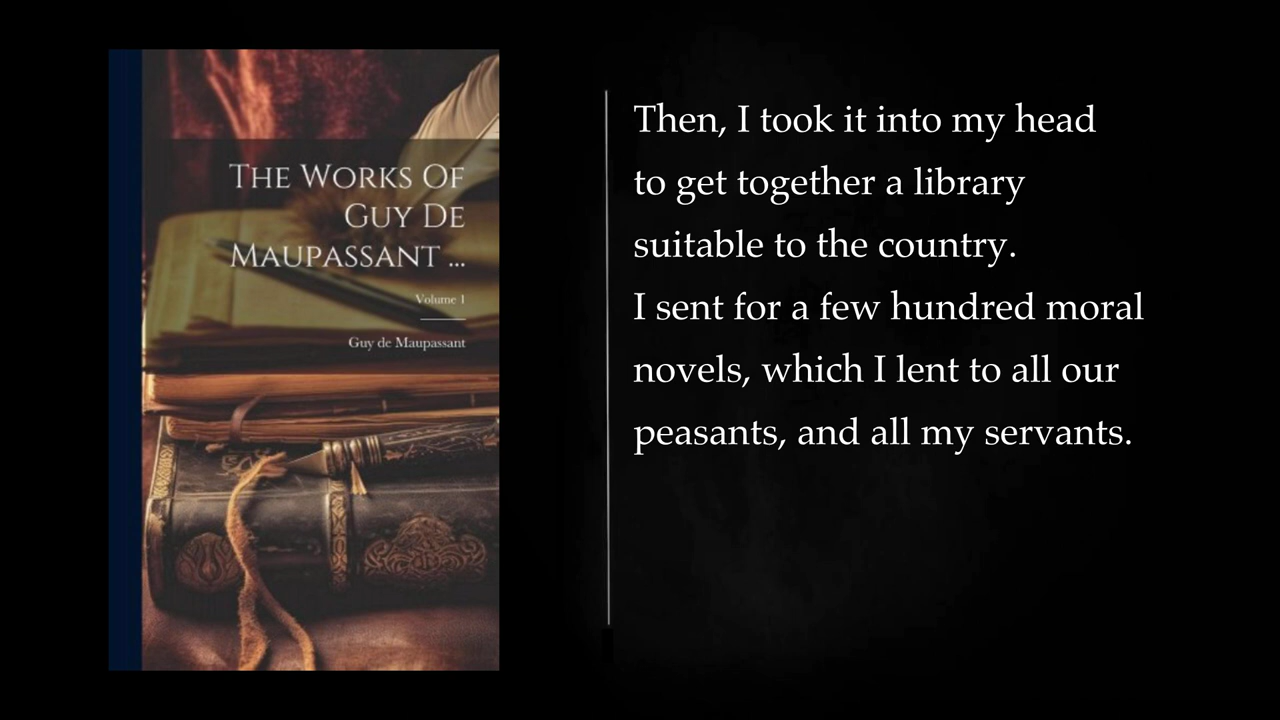 The Works Of
Guy De
Maupassant ...
Volume 1
Guy de Maupassant
Then, I took it into my head
to get together a library
suitable to the country.
I sent for a few hundred moral
novels, which I lent to all our
peasants, and all my servants.